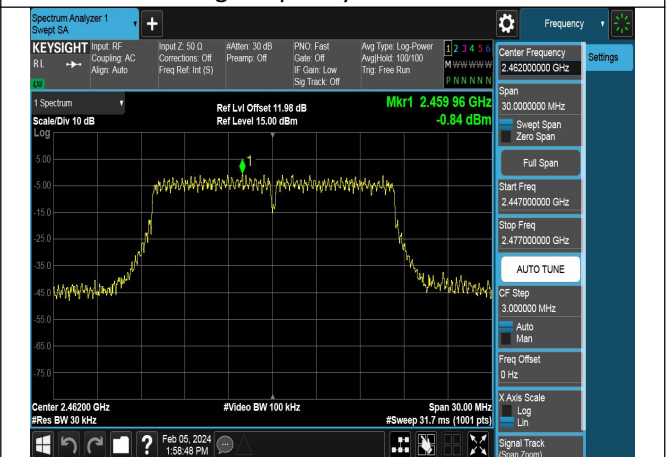 Spectrum Analyzer 1
Swept SA
+
Frequency
KEYSIGHT
RL
Input: RF
Coupling: AC
Align: Auto
Input Z: 50 Ω
Corrections: Off
Freq Ref: Int (S)
#Atten: 30 dB
Preamp: Off
PNO: Fast
Gate: Off
IF Gain: Low
Sig Track: Off
Avg Type: Log-Power
Avg|Hold: 100/100
Trig: Free Run
1 2 3 4 5 6
M W W W W W
P N N N N N
Center Frequency
2.462000000 GHz
Settings
Span
30.0000000 MHz
Swept Span
Zero Span
Full Span
Start Freq
2.447000000 GHz
Stop Freq
2.477000000 GHz
AUTO TUNE
CF Step
3.000000 MHz
Auto
Man
Freq Offset
0 Hz
X Axis Scale
Log
Lin
Signal Track
(Span Zoom)
1 Spectrum
Scale/Div 10 dB
Ref Lvl Offset 11.98 dB
Ref Level 15.00 dBm
Mkr1 2.459 96 GHz
-0.84 dBm
Log
1
5.00
-5.00
-15.0
-25.0
-35.0
-45.0
-55.0
-65.0
-75.0
Center 2.46200 GHz
#Res BW 30 kHz
#Video BW 100 kHz
Span 30.00 MHz
#Sweep 31.7 ms (1001 pts)
?
Feb 05, 2024
1:58:48 PM